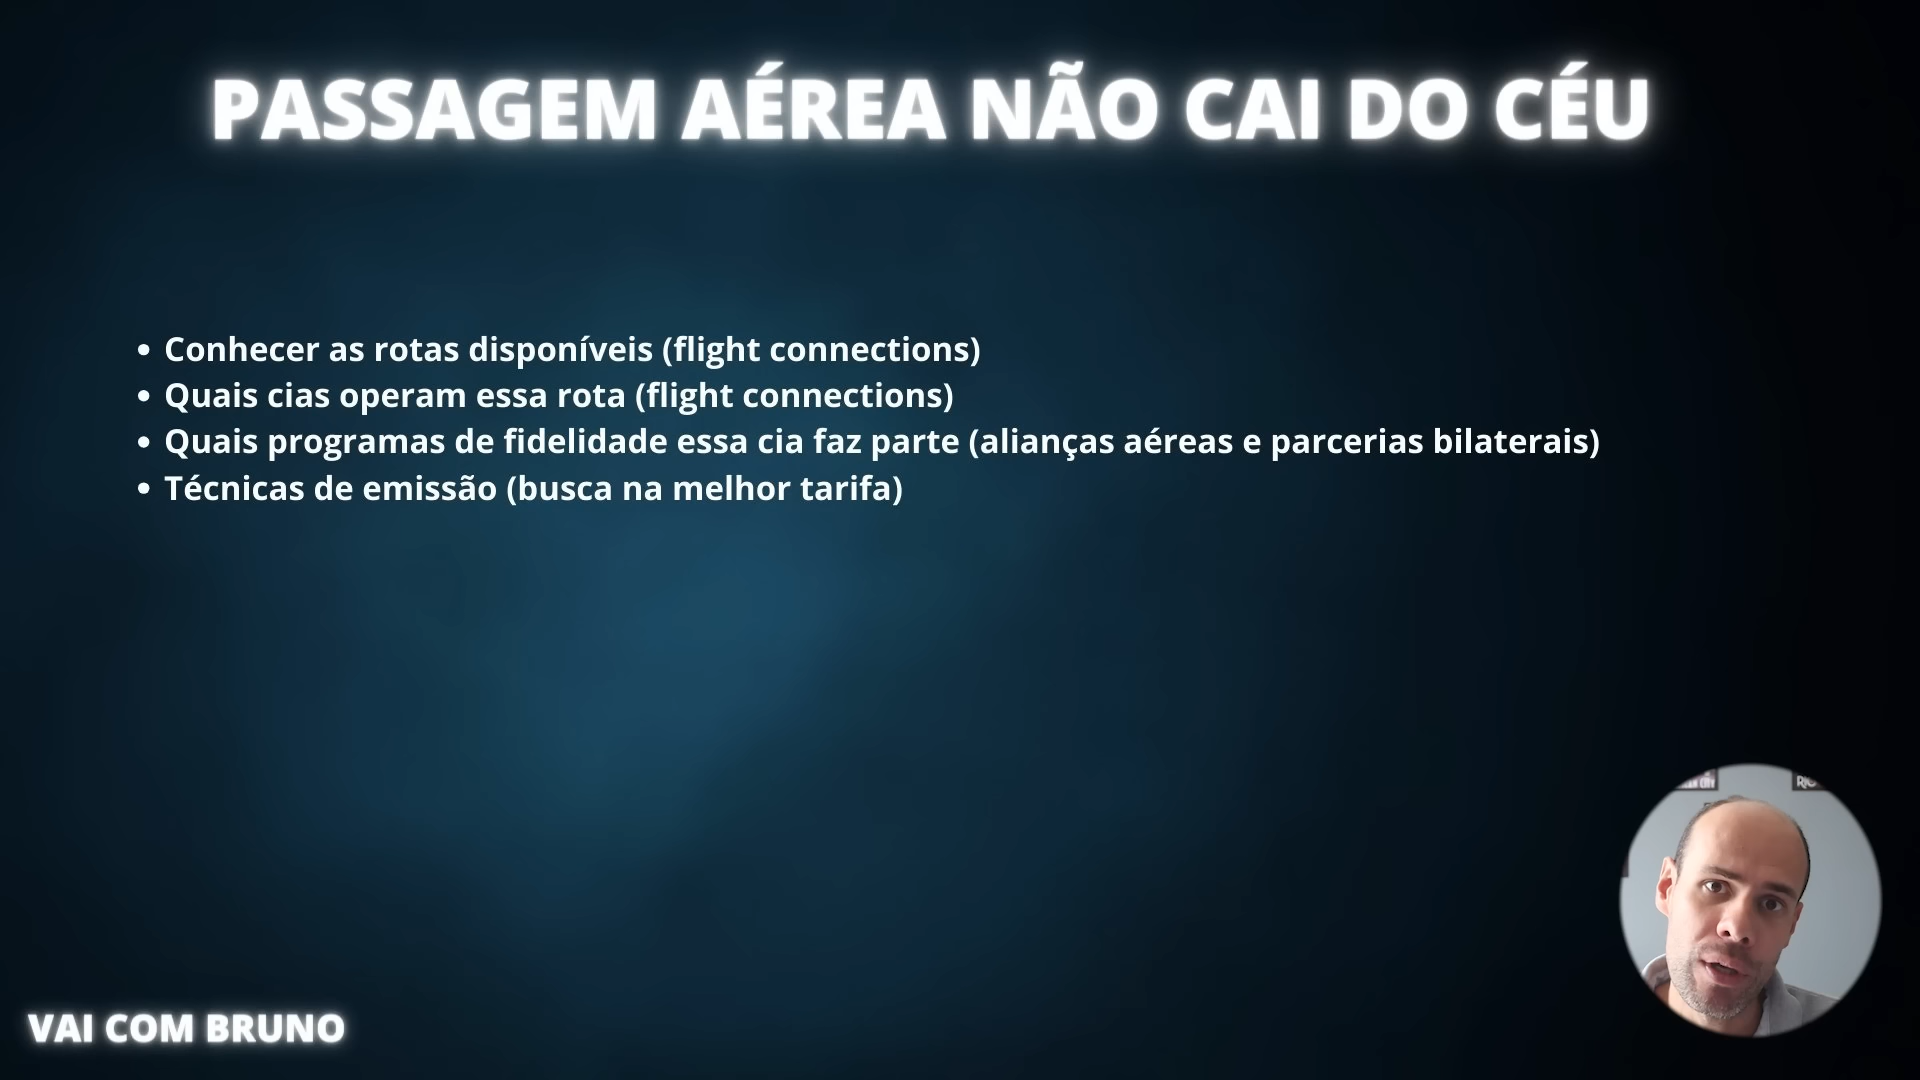 PASSAGEM AÉREA NÃO CAI DO CÉU
• Conhecer as rotas disponíveis (flight connections)
• Quais cias operam essa rota (flight connections)
• Quais programas de fidelidade essa cia faz parte (alianças aéreas e parcerias bilaterais)
• Técnicas de emissão (busca na melhor tarifa)
VAI COM BRUNO